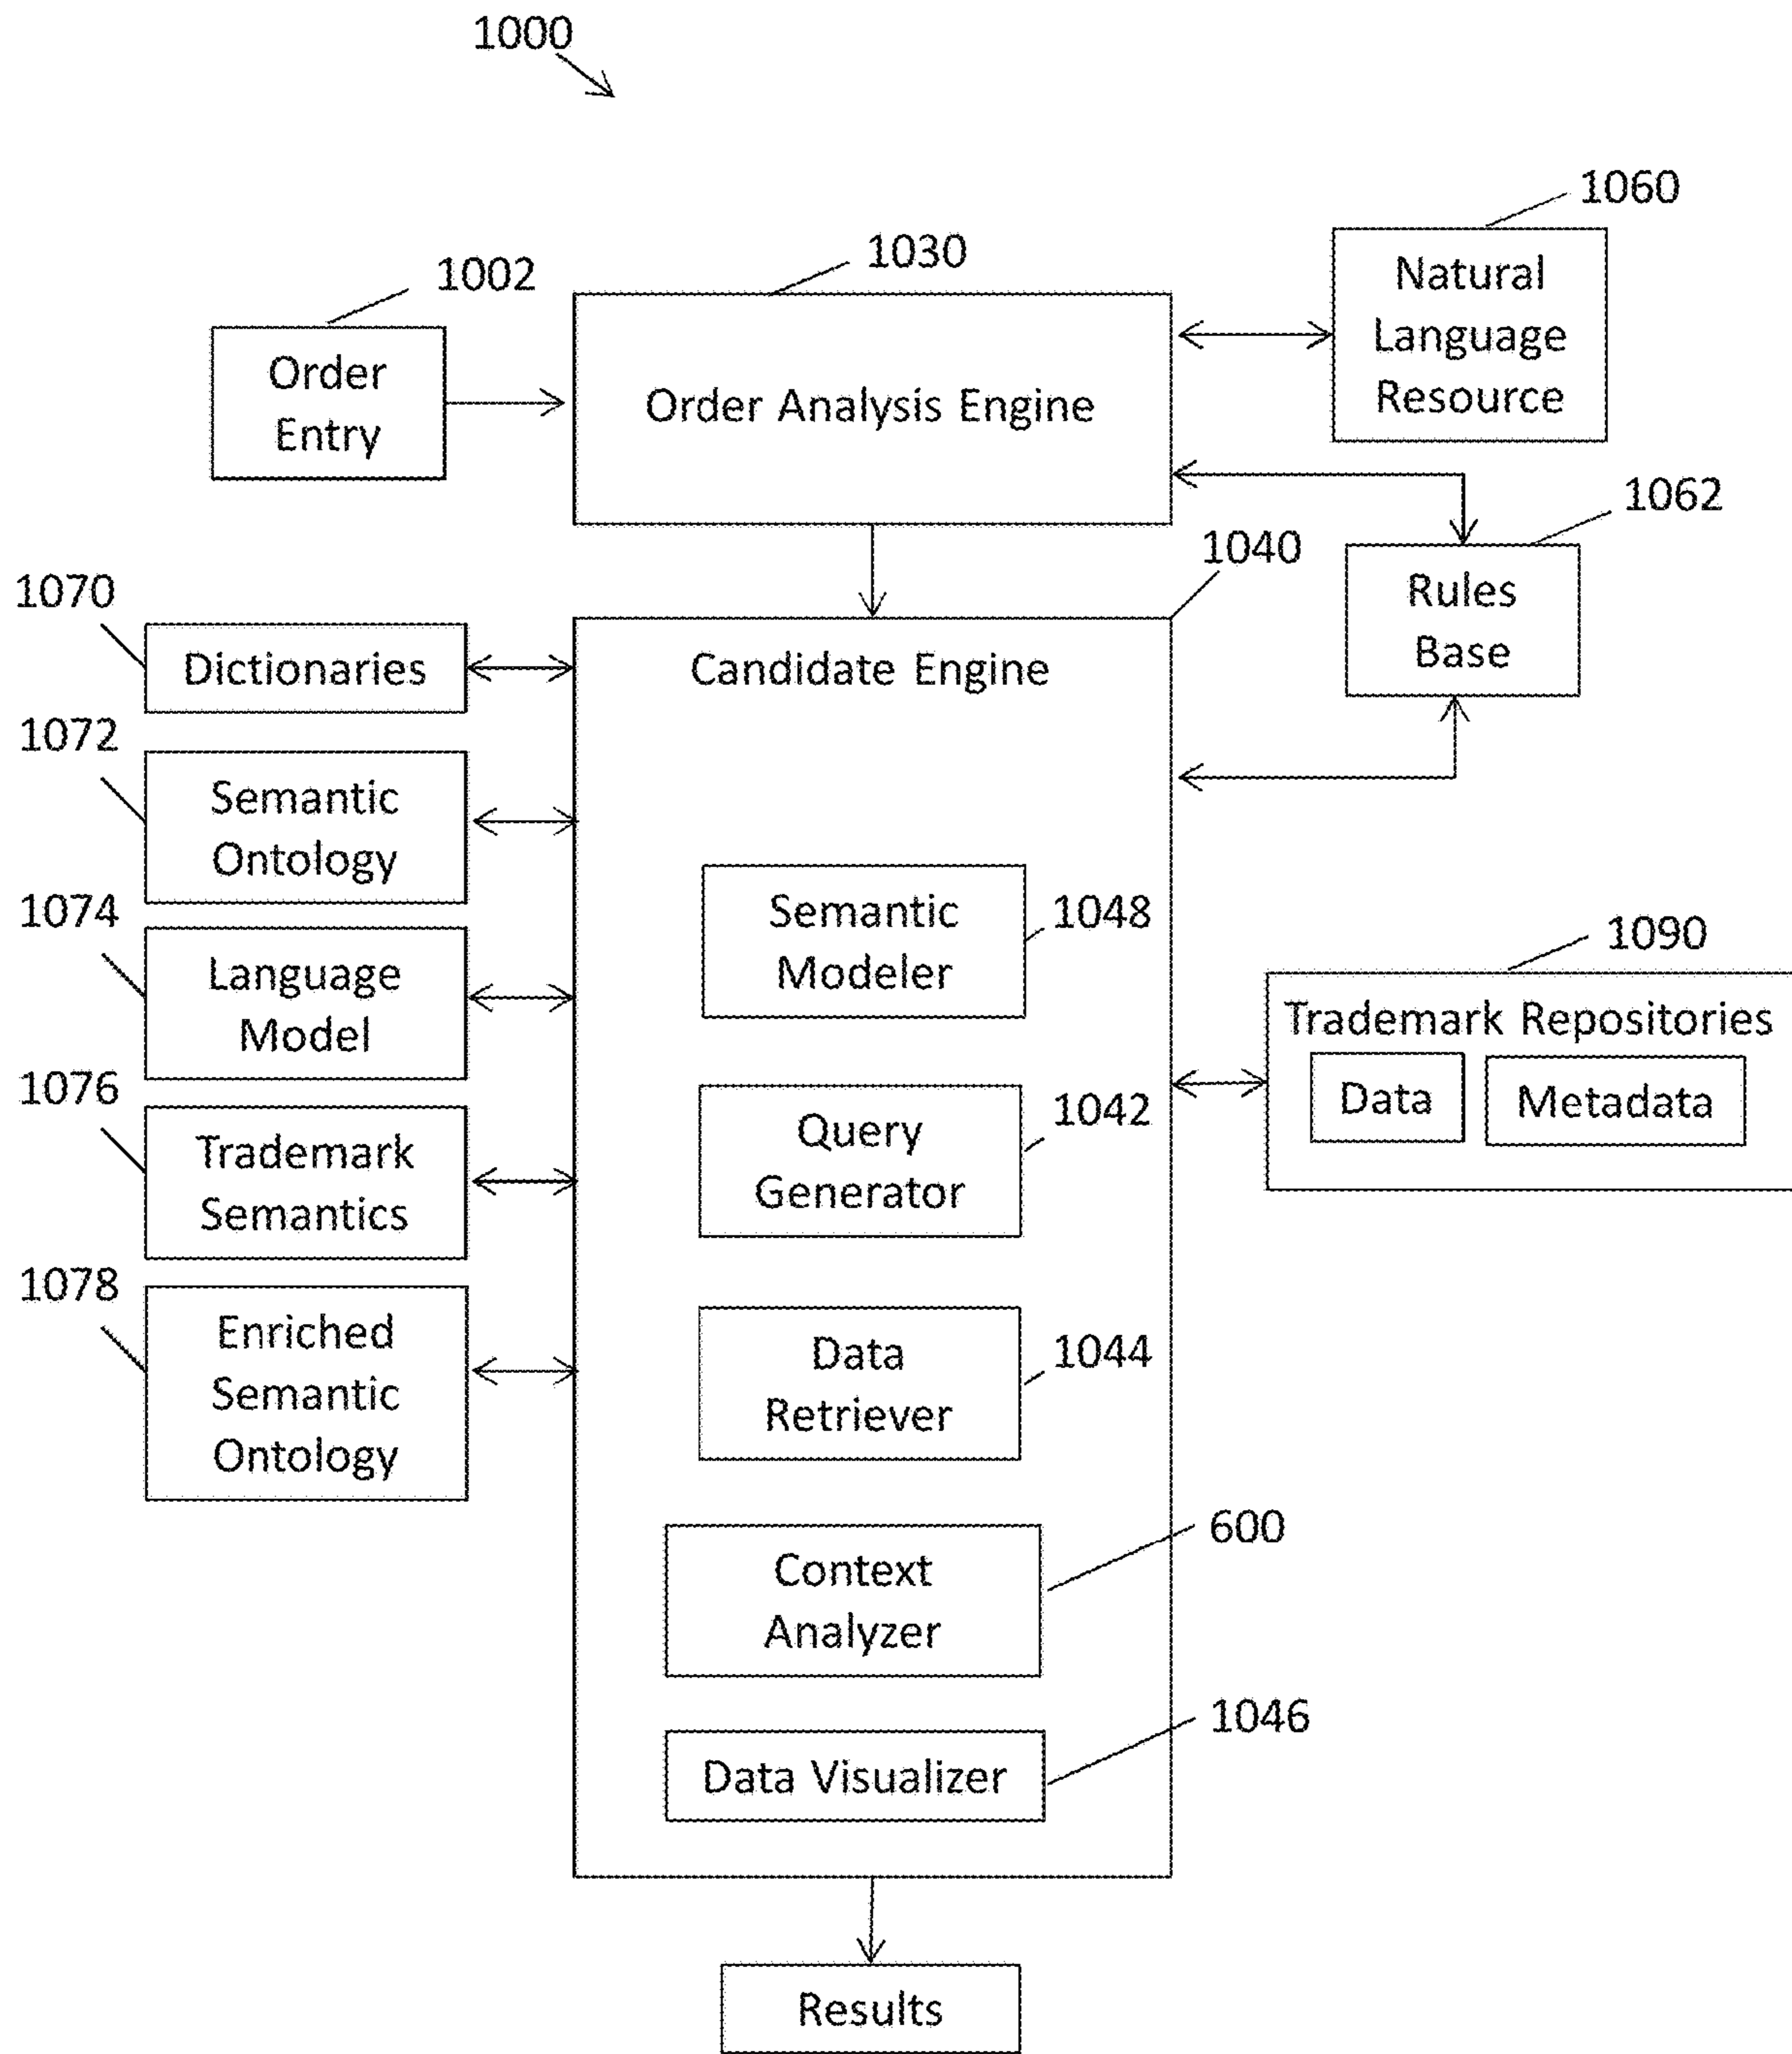 1000
1060
1030
1002
Natural
Language
Resource
Order
Entry
Order Analysis Engine
1062
1040
Rules
Base
1070
Dictionaries
Candidate Engine
1072
Semantic
Ontology
1074
Language
Model
Semantic
Modeler
1048
1090
Trademark Repositories
Data
Metadata
1076
Trademark
Semantics
Query
Generator
1042
1078
Enriched
Semantic
Ontology
Data
Retriever
1044
Context
Analyzer
600
Data Visualizer
1046
Results